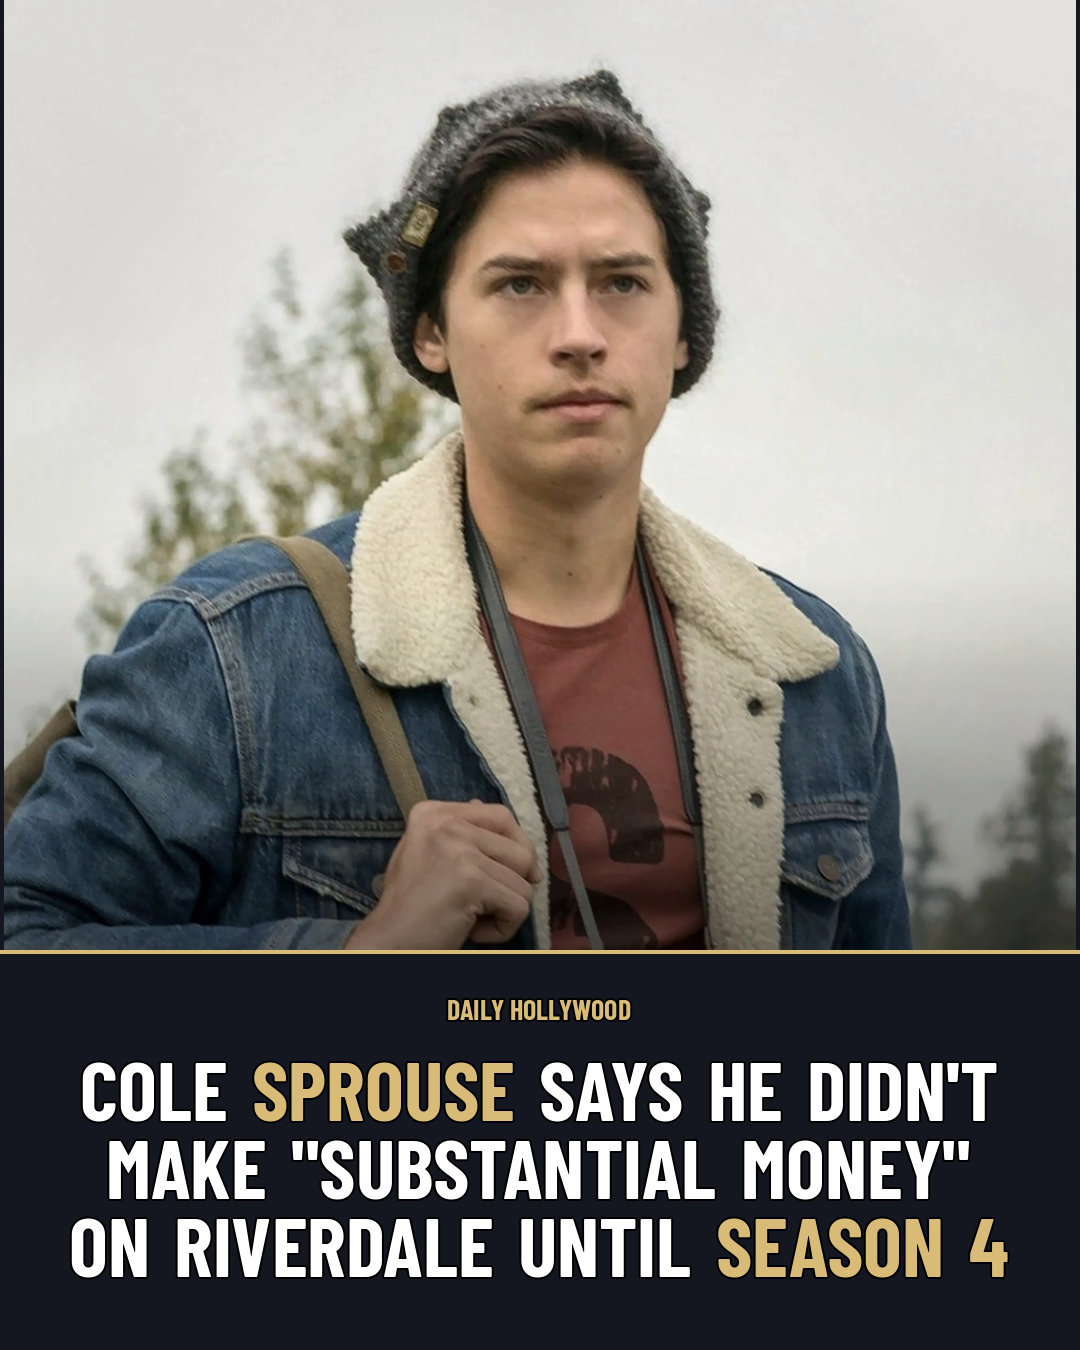 DAILY HOLLYWOOD
COLE SPROUSE SAYS HE DIDN'T
MAKE "SUBSTANTIAL MONEY"
ON RIVERDALE UNTIL SEASON 4